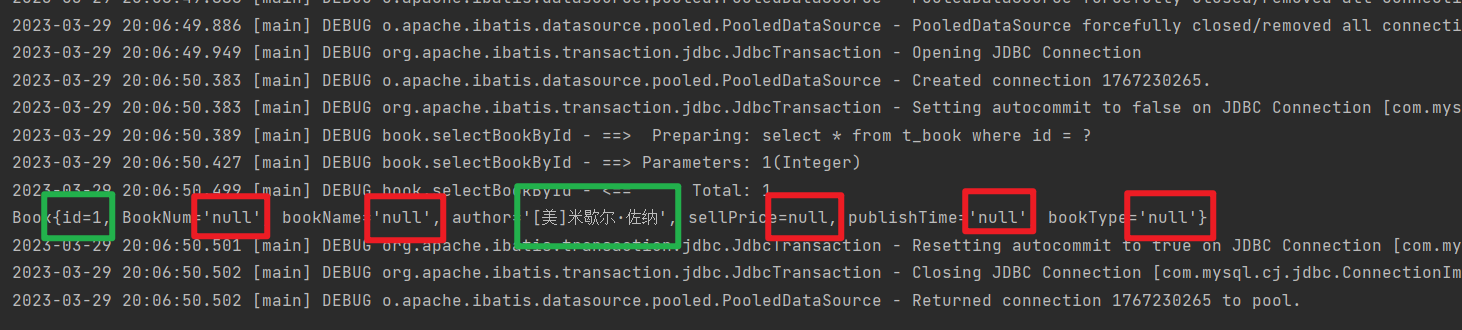 2023-03-29 20:06:49.886 [main] DEBUG o.apache.ibatis.datasource.pooled.PooledDataSource - PooledDataSource forcefully closed/removed all connecti
2023-03-29 20:06:49.949 [main] DEBUG org.apache.ibatis.transaction.jdbc.JdbcTransaction - Opening JDBC Connection
2023-03-29 20:06:50.383 [main] DEBUG o.apache.ibatis.datasource.pooled.PooledDataSource - Created connection 1767230265.
2023-03-29 20:06:50.383 [main] DEBUG org.apache.ibatis.transaction.jdbc.JdbcTransaction - Setting autocommit to false on JDBC Connection [com.mys
2023-03-29 20:06:50.389 [main] DEBUG book.selectBookById - ==>  Preparing: select * from t_book where id = ?
2023-03-29 20:06:50.427 [main] DEBUG book.selectBookById - ==> Parameters: 1(Integer)
2023-03-29 20:06:50.499 [main] DEBUG book.selectBookById - <==      Total: 1
Book{id=1, BookNum='null' bookName='null', author='[美]米歇尔·佐纳', sellPrice=null, publishTime='null' bookType='null'}
2023-03-29 20:06:50.501 [main] DEBUG org.apache.ibatis.transaction.jdbc.JdbcTransaction - Resetting autocommit to true on JDBC Connection [com.my
2023-03-29 20:06:50.502 [main] DEBUG org.apache.ibatis.transaction.jdbc.JdbcTransaction - Closing JDBC Connection [com.mysql.cj.jdbc.ConnectionIm
2023-03-29 20:06:50.502 [main] DEBUG o.apache.ibatis.datasource.pooled.PooledDataSource - Returned connection 1767230265 to pool.